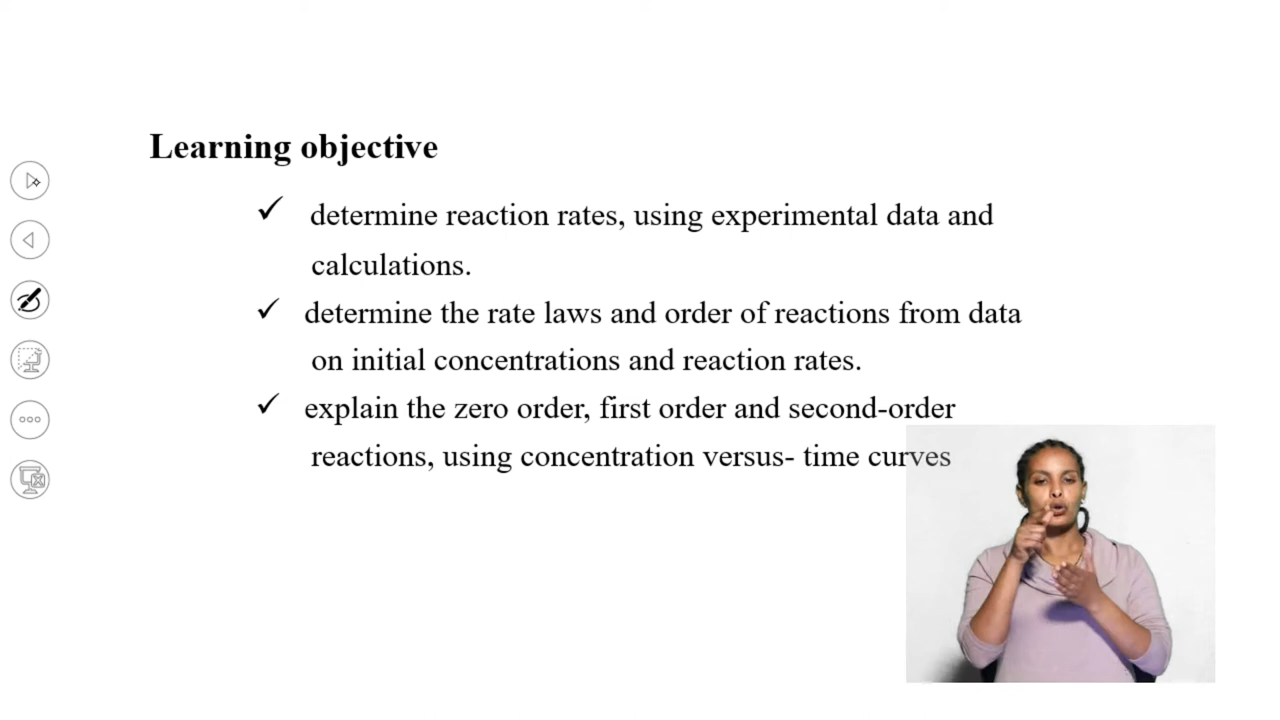 Learning objective
✓ determine reaction rates, using experimental data and
calculations.
✓ determine the rate laws and order of reactions from data
on initial concentrations and reaction rates.
✓ explain the zero order, first order and second-order
reactions, using concentration versus- time curves